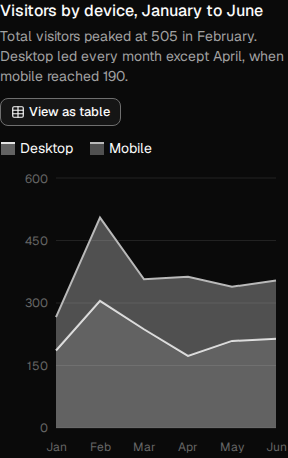 Visitors by device, January to June
Total visitors peaked at 505 in February.
Desktop led every month except April, when
mobile reached 190.
View as table
Desktop Mobile
600
450
300
150
0
Jan Feb Mar Apr May Jun